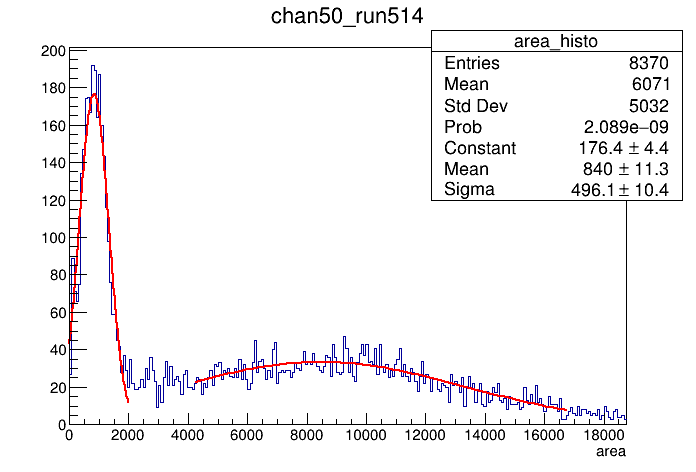 chan50_run514
area_histo
Entries 8370
Mean 6071
Std Dev 5032
Prob 2.089e−09
Constant 176.4 ± 4.4
Mean 840 ± 11.3
Sigma 496.1 ± 10.4
200
180
160
140
120
100
80
60
40
20
0
0 2000 4000 6000 8000 10000 12000 14000 16000 18000
area